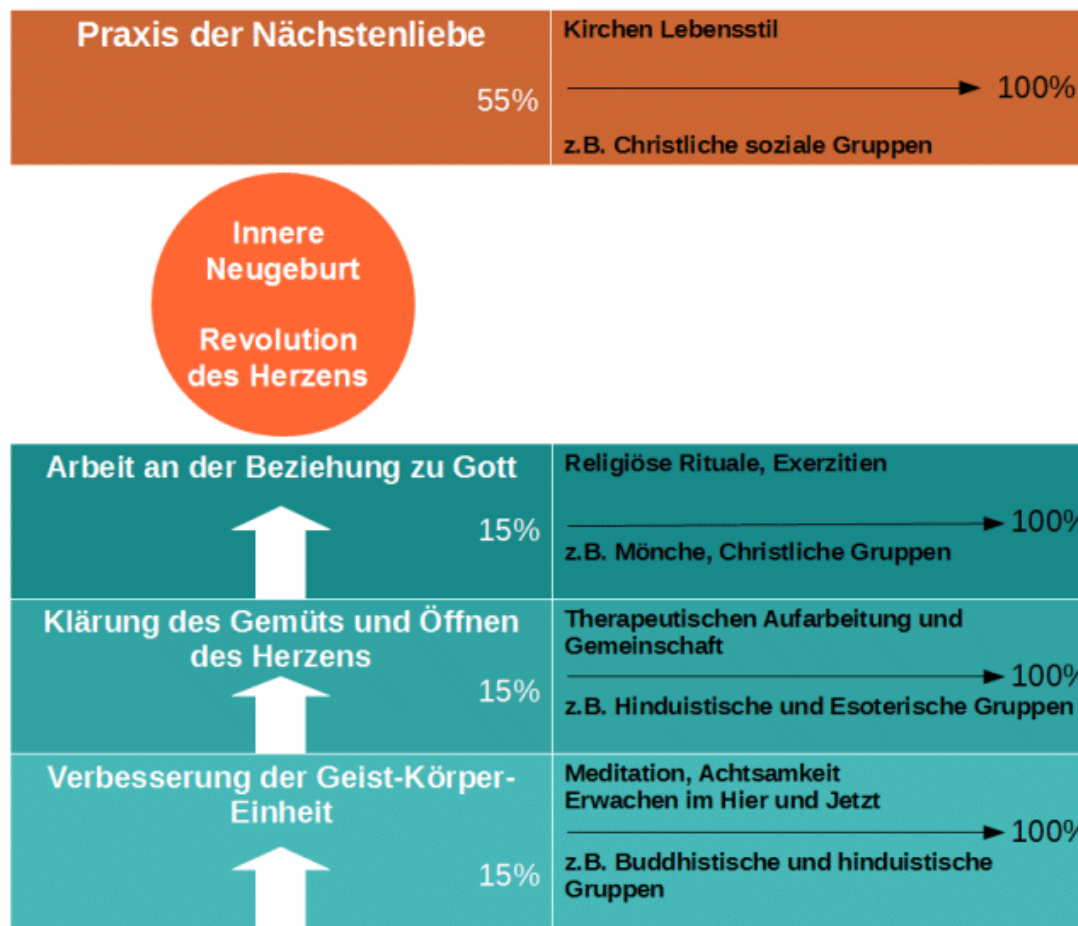 Praxis der Nächstenliebe
55%
Kirchen Lebensstil
100%
z.B. Christliche soziale Gruppen
Innere
Neugeburt
Revolution
des Herzens
Arbeit an der Beziehung zu Gott
15%
Religiöse Rituale, Exerzitien
100%
z.B. Mönche, Christliche Gruppen
Klärung des Gemüts und Öffnen
des Herzens
15%
Therapeutischen Aufarbeitung und
Gemeinschaft
100%
z.B. Hinduistische und Esoterische Gruppen
Verbesserung der Geist-Körper-
Einheit
15%
Meditation, Achtsamkeit
Erwachen im Hier und Jetzt
100%
z.B. Buddhistische und hinduistische
Gruppen